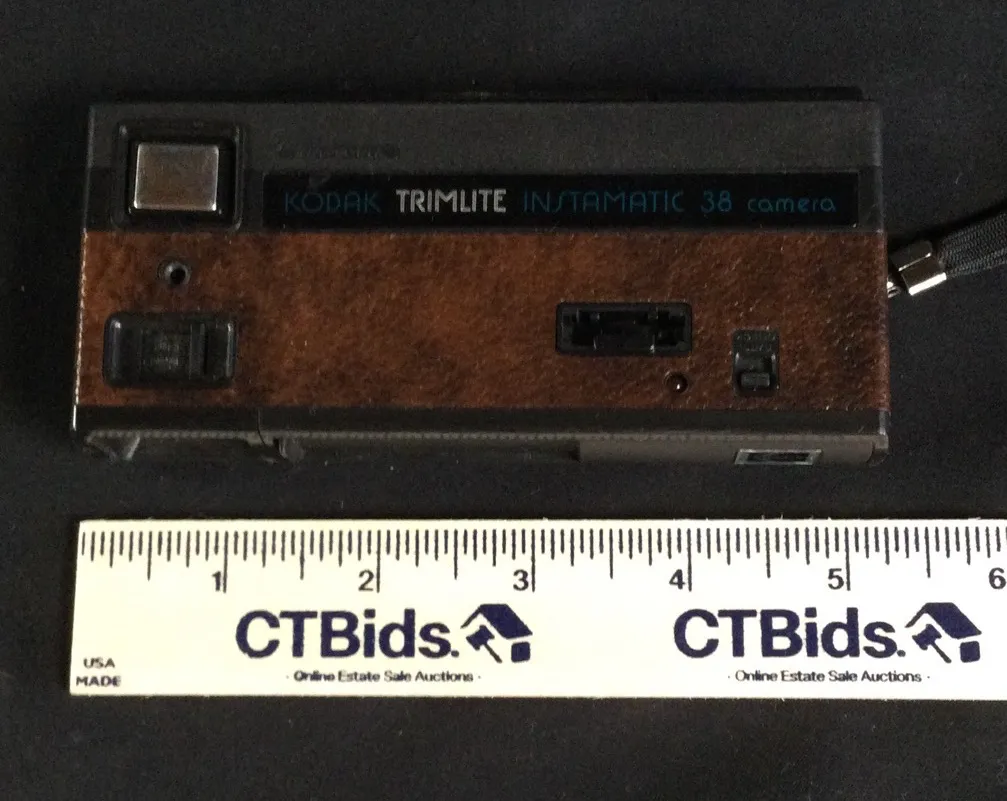 KODAK TRIMLITE INSTAMATIC 38 camera
1 2 3 4 5 6
CTBids. CTBids.
· Online Estate Sale Auctions · · Online Estate Sale Auctions ·
USA
MADE